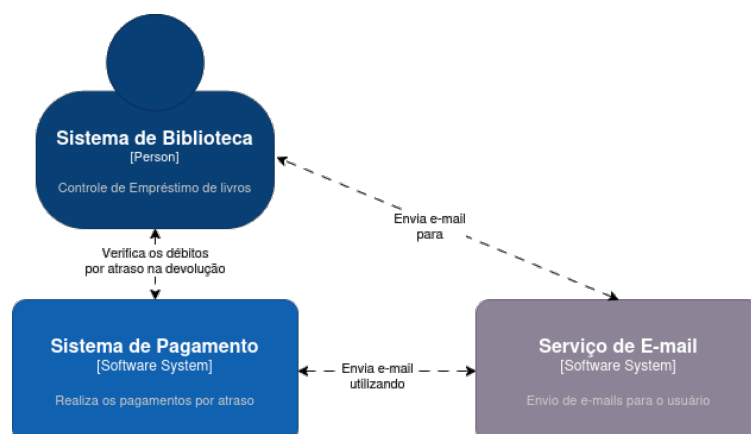 Sistema de Biblioteca
[Person]
Controle de Empréstimo de livros
Envia e-mail
para
Verifica os débitos
por atraso na devolução
Sistema de Pagamento
[Software System]
Realiza os pagamentos por atraso
Envia e-mail
utilizando
Serviço de E-mail
[Software System]
Envio de e-mails para o usuário